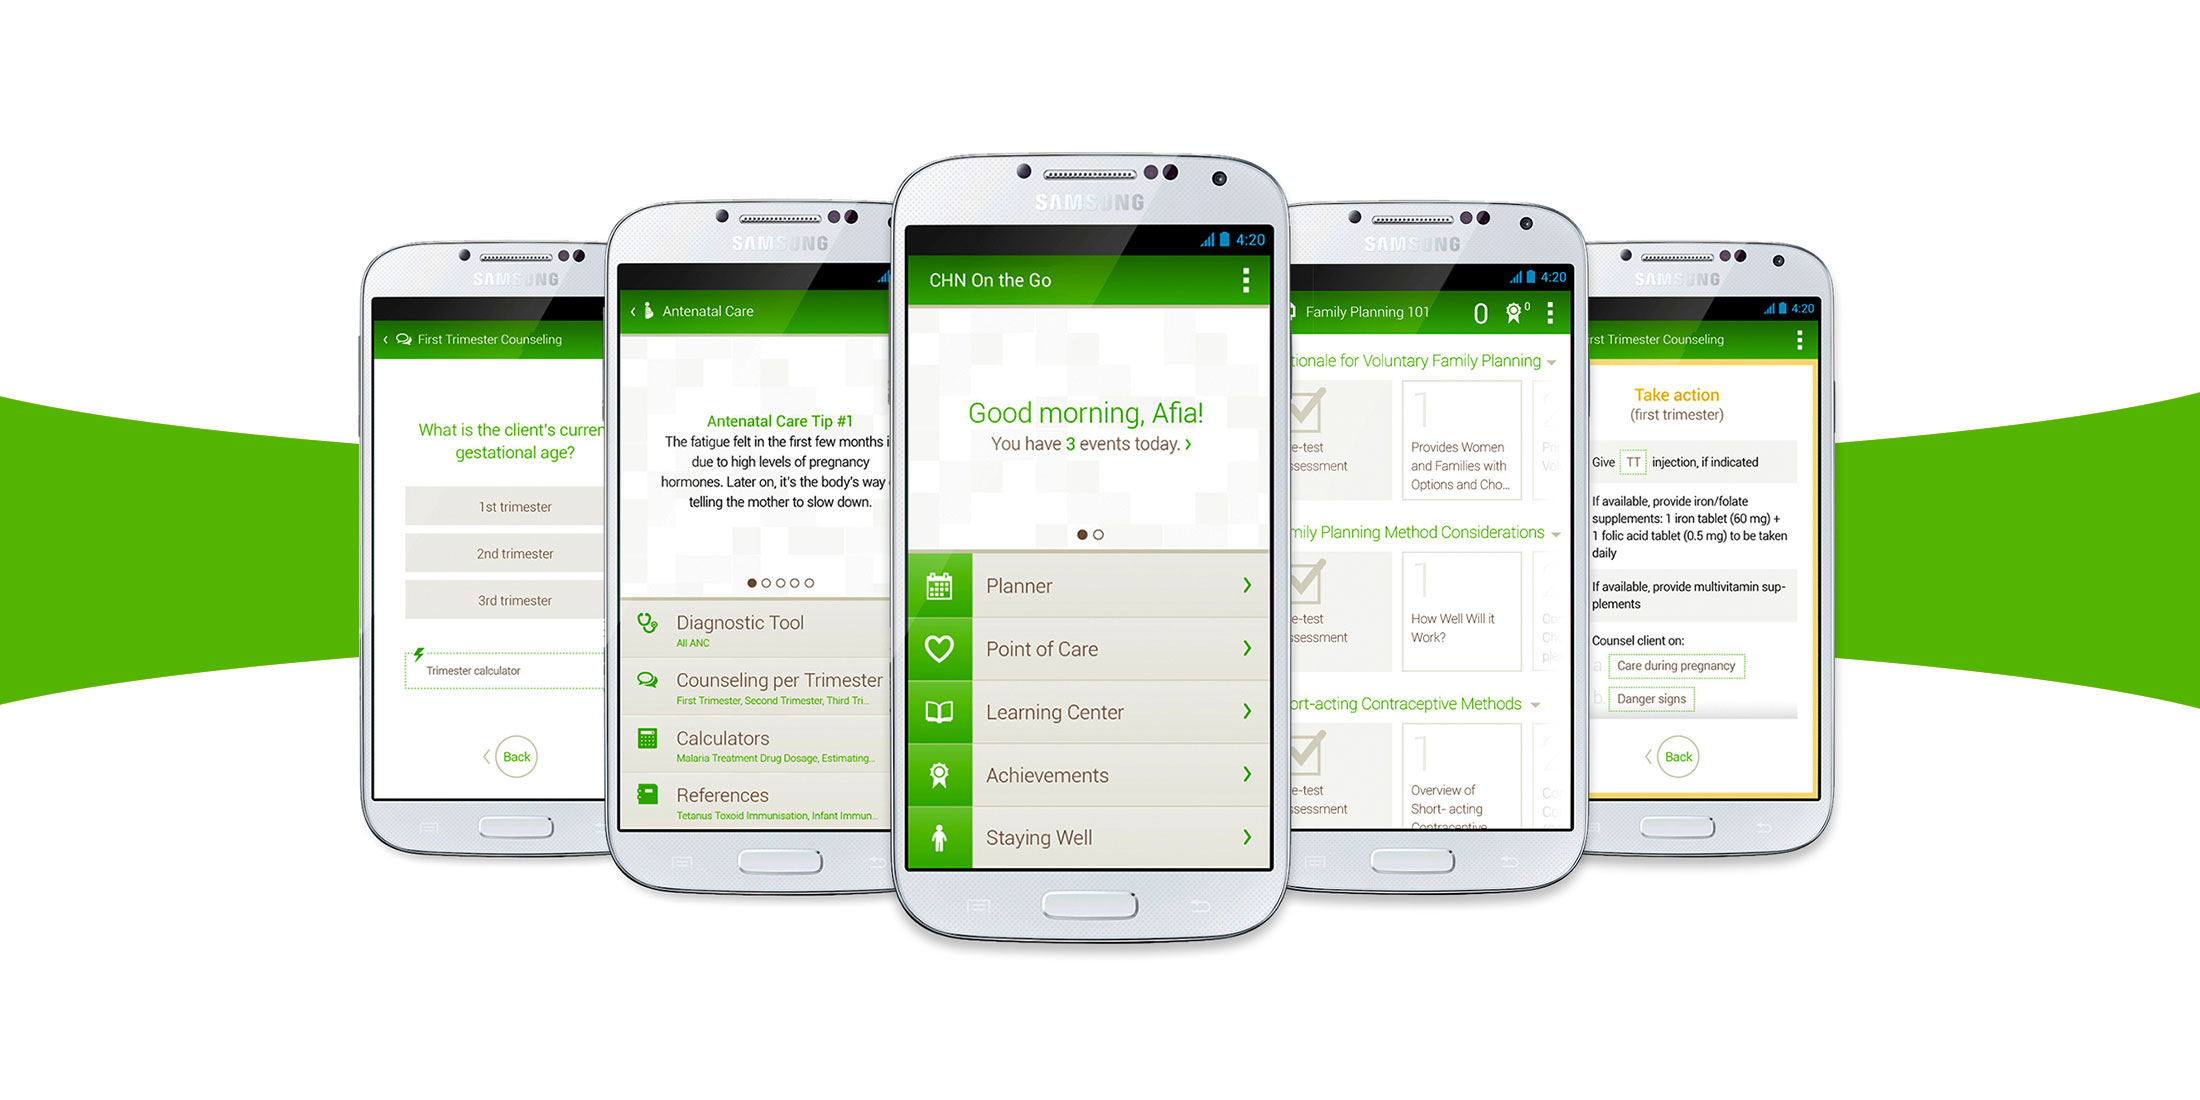 SAMSUNG
First Trimester Counseling
What is the client's curren
gestational age?
1st trimester
2nd trimester
3rd trimester
Trimester calculator
Back
SAMSUNG
Antenatal Care
Antenatal Care Tip #1
The fatigue felt in the first few months i
due to high levels of pregnancy
hormones. Later on, it's the body's way
telling the mother to slow down.
Diagnostic Tool
All ANC
Counseling per Trimester
First Trimester, Second Trimester, Third Tri...
Calculators
Malaria Treatment Drug Dosage, Estimating...
References
Tetanus Toxoid Immunisation, Infant Immun...
SAMSUNG
4:20
CHN On the Go
Good morning, Afia!
You have 3 events today.
Planner
Point of Care
Learning Center
Achievements
Staying Well
SAMSUNG
4:20
Family Planning 101 0 0
tionale for Voluntary Family Planning
e-test
ssessment
1
Provides Women
and Families with
Options and Cho...
mily Planning Method Considerations
e-test
ssessment
1
How Well Will it
Work?
ort-acting Contraceptive Methods
e-test
ssessment
1
Overview of
Short- acting
Contraceptive
SAMSUNG
4:20
rst Trimester Counseling
Take action
(first trimester)
Give TT injection, if indicated
If available, provide iron/folate
supplements: 1 iron tablet (60 mg) +
1 folic acid tablet (0.5 mg) to be taken
daily
If available, provide multivitamin sup-
plements
Counsel client on:
a. Care during pregnancy
b. Danger signs
Back